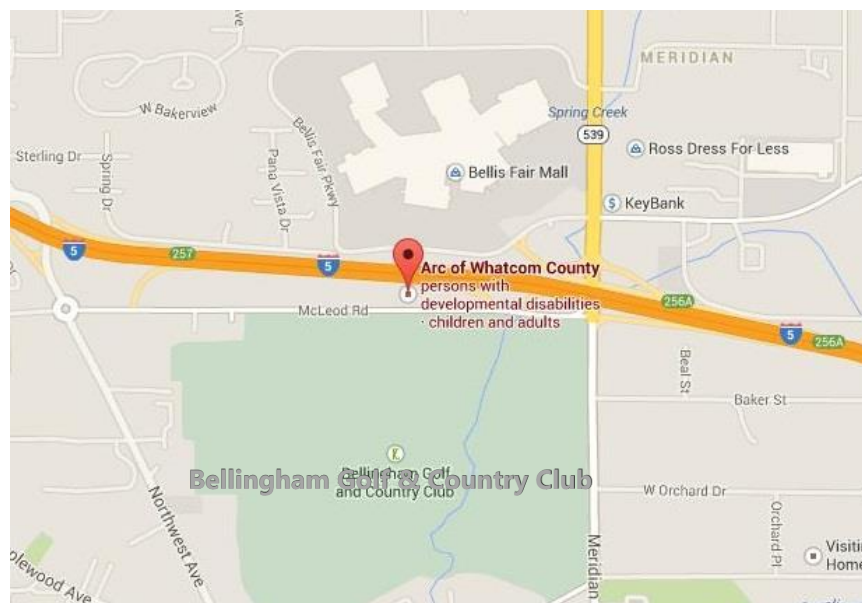 MERIDIAN
W Bakerview
Spring Creek
539
Sterling Dr
Spring Dr
Pana Vista Dr
Bellis Fair Pkwy
Bellis Fair Mall
Ross Dress For Less
KeyBank
5
257
5
Arc of Whatcom County
persons with
developmental disabilities
· children and adults
256A
5
256A
McLeod Rd
Beal St
Baker St
Bellingham Golf
and Country Club
Bellingham Golf & Country Club
W Orchard Dr
Orchard Pl
Northwest Ave
Meridian
Visiti
Home
plewood Ave